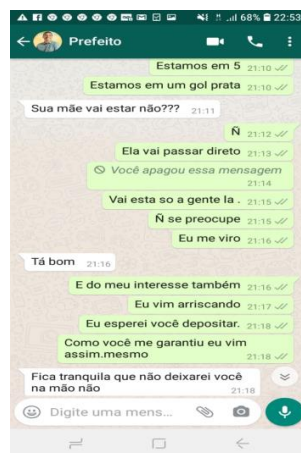 68% 22:53
Prefeito
Estamos em 5 21:10
Estamos em um gol prata 21:10
Sua mãe vai estar não??? 21:11
Ñ 21:12
Ela vai passar direto 21:13
Você apagou essa mensagem
21:14
Vai esta so a gente la . 21:15
Ñ se preocupe 21:15
Eu me viro 21:16
Tá bom 21:16
E do meu interesse também 21:16
Eu vim arriscando 21:17
Eu esperei você depositar. 21:18
Como você me garantiu eu vim
assim.mesmo 21:18
Fica tranquila que não deixarei você
na mão não 21:18
Digite uma mens...